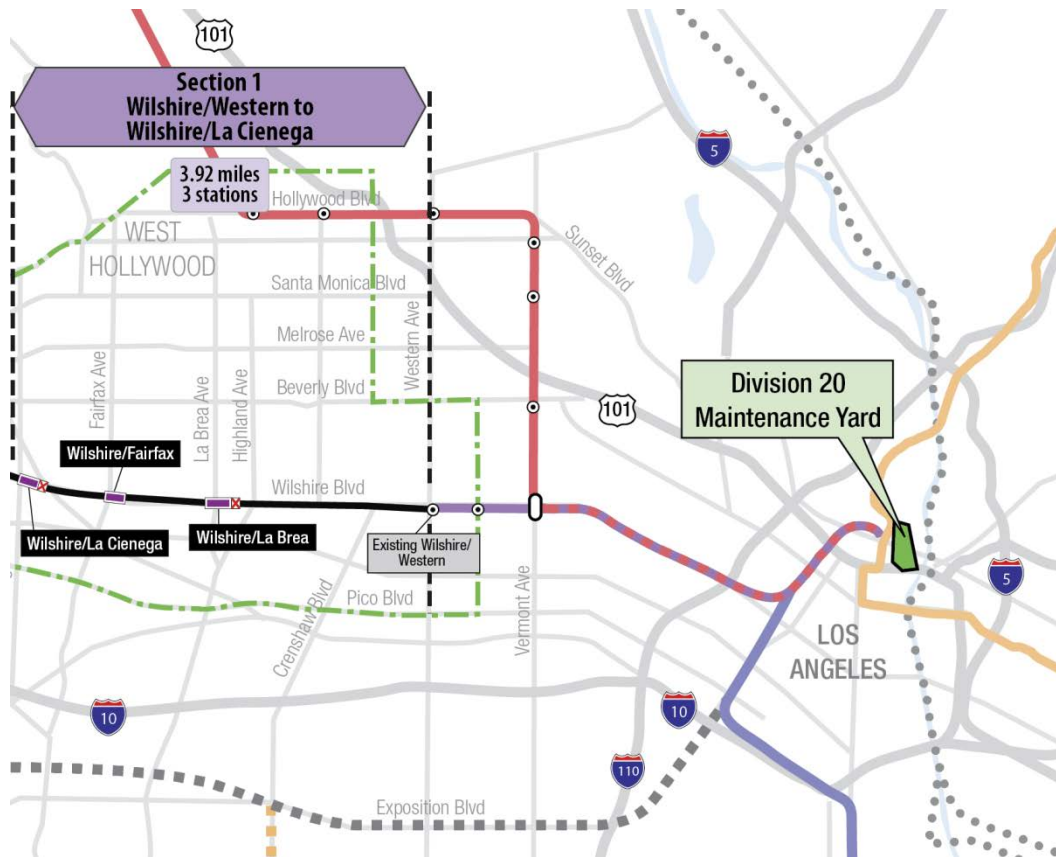 101
Section 1
Wilshire/Western to
Wilshire/La Cienega
5
3.92 miles
3 stations
Hollywood Blvd
WEST
HOLLYWOOD
Sunset Blvd
Santa Monica Blvd
Melrose Ave
Western Ave
Beverly Blvd
Fairfax Ave
La Brea Ave
Highland Ave
101
Division 20
Maintenance Yard
Wilshire/Fairfax
Wilshire Blvd
Wilshire/La Cienega
Wilshire/La Brea
Existing Wilshire/
Western
Pico Blvd
Crenshaw Blvd
Vermont Ave
5
LOS
ANGELES
10
10
110
Exposition Blvd